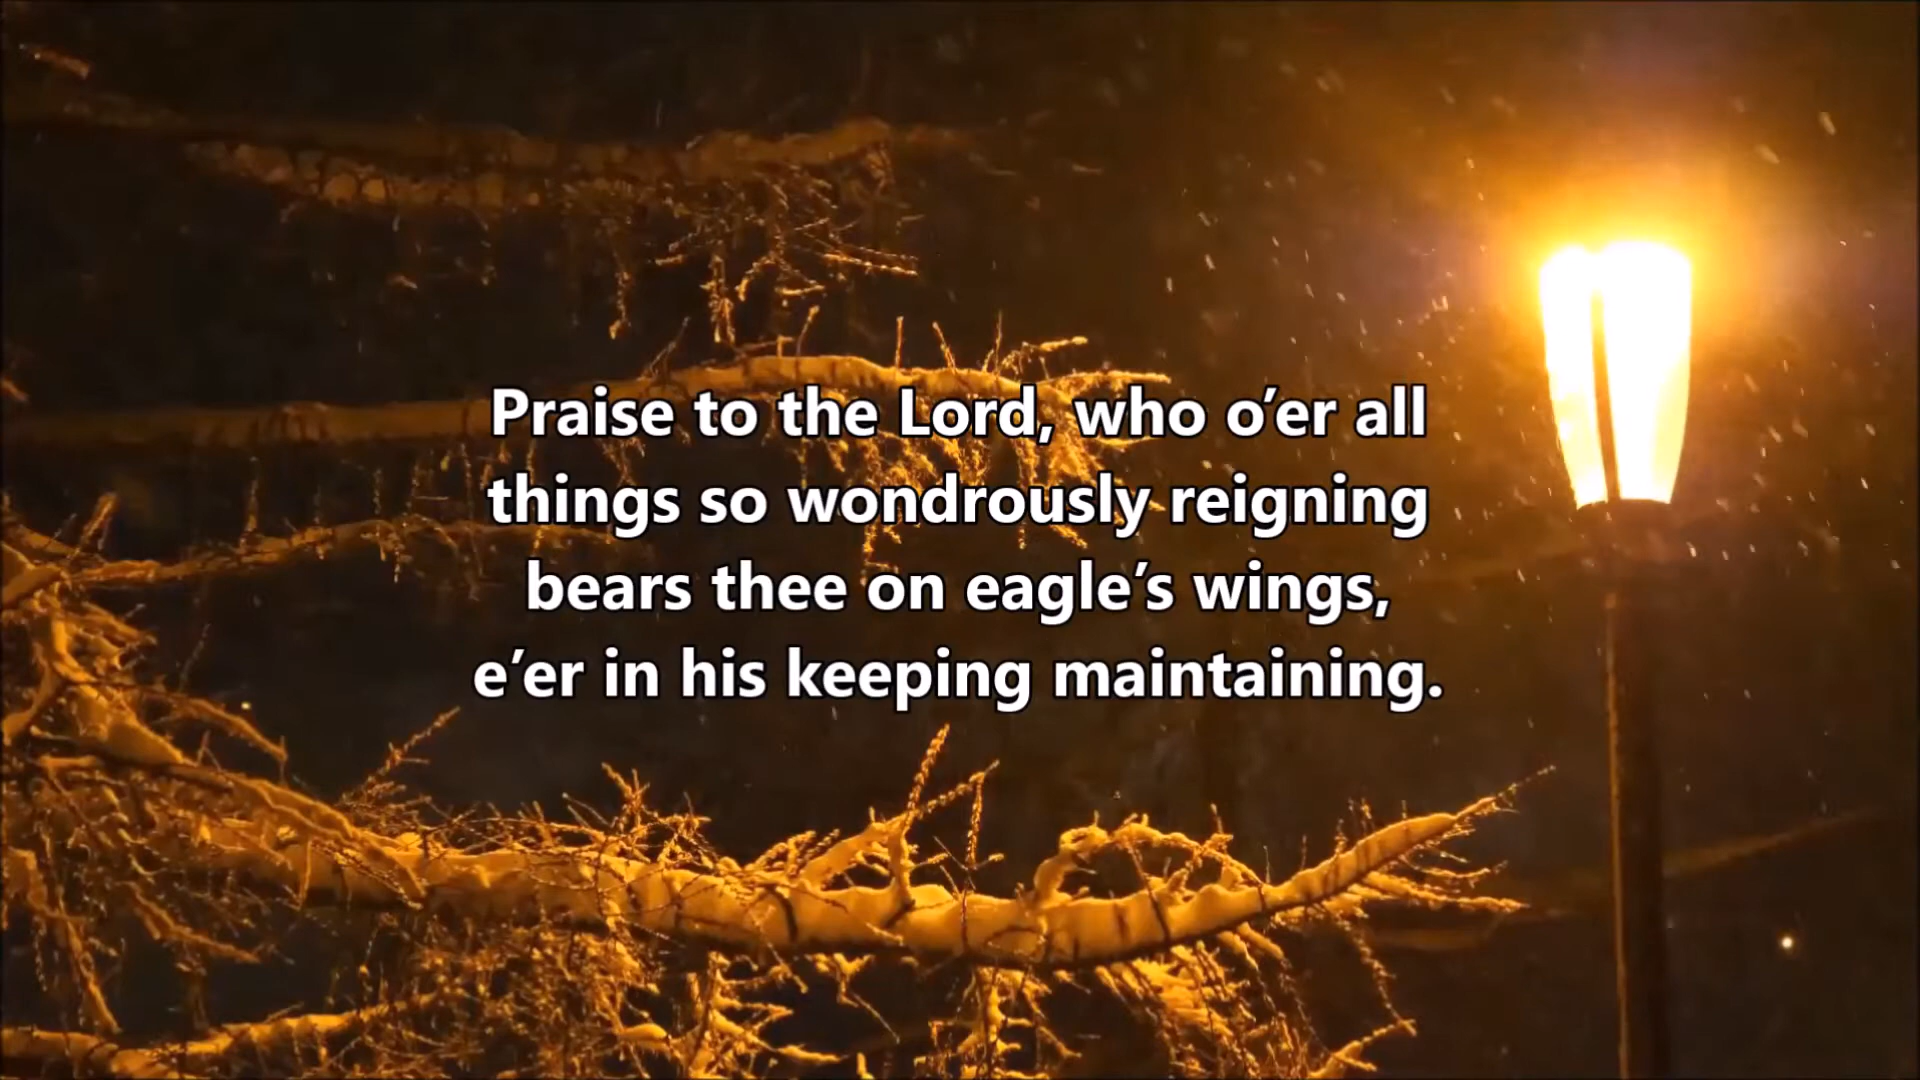 Praise to the Lord, who o’er all
things so wondrously reigning
bears thee on eagle’s wings,
e’er in his keeping maintaining.